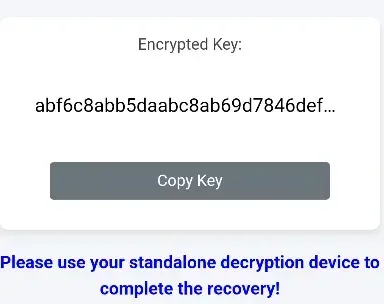 Encrypted Key:
abf6c8abb5daabc8ab69d7846def...
Copy Key
Please use your standalone decryption device to
complete the recovery!